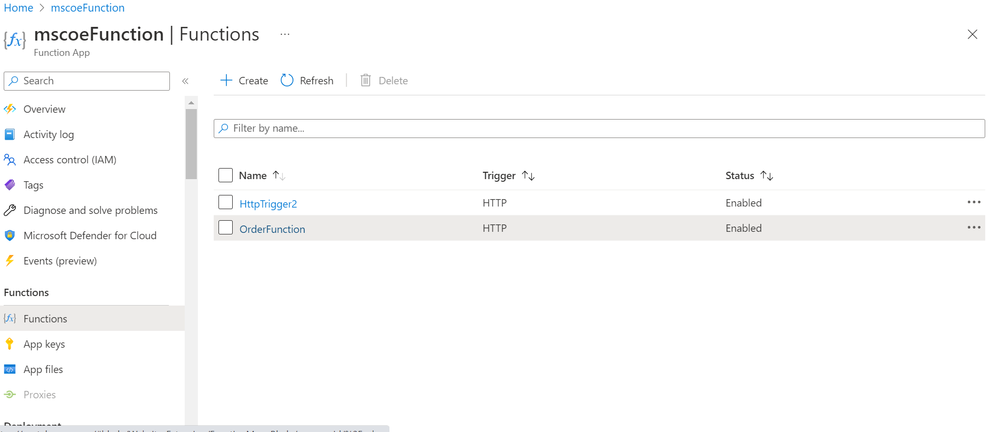 Home > mscoeFunction
mscoeFunction | Functions ...
Function App
Search «
Create Refresh Delete
Overview
Activity log
Access control (IAM)
Tags
Diagnose and solve problems
Microsoft Defender for Cloud
Events (preview)
Functions
Functions
App keys
App files
Proxies
Deployment
Filter by name...
Name Trigger Status
HttpTrigger2 HTTP Enabled
OrderFunction HTTP Enabled